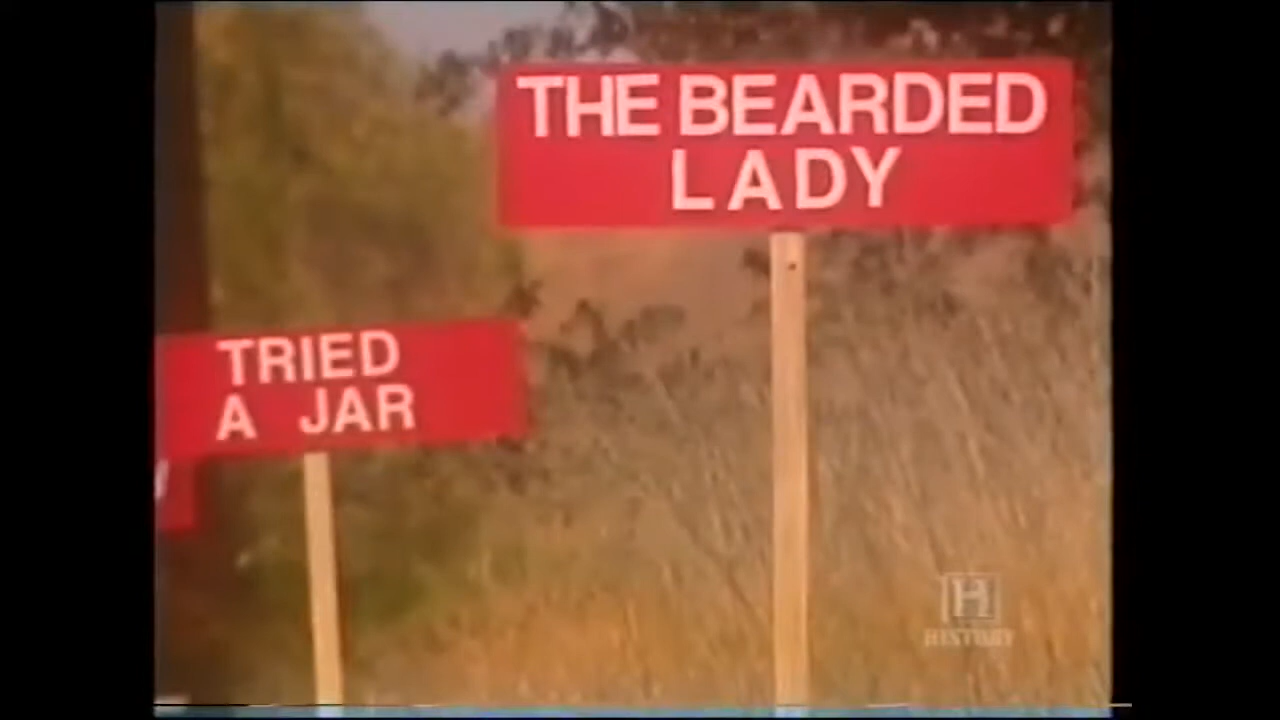 THE BEARDED
LADY
TRIED
A JAR
H
HISTORY